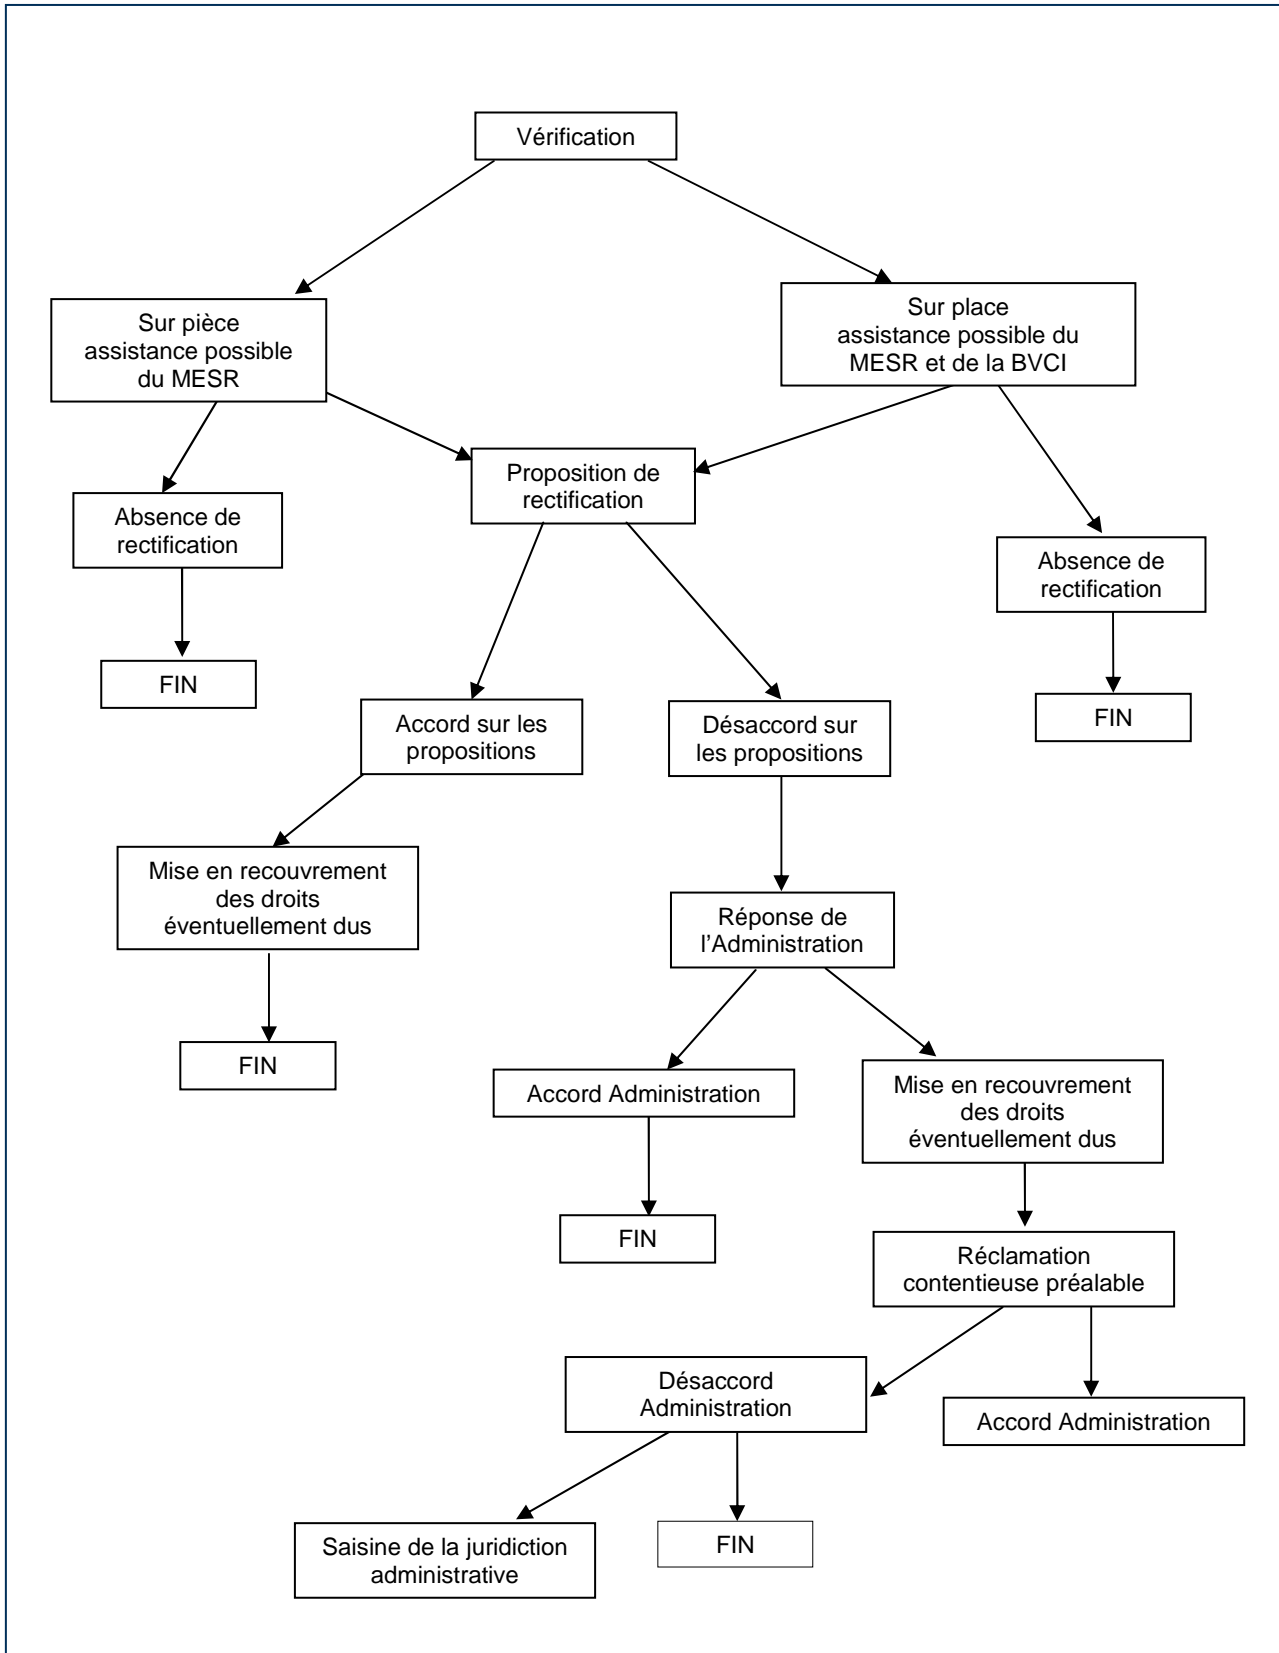 Vérification
Sur pièce
assistance possible
du MESR
Sur place
assistance possible du
MESR et de la BVCI
Proposition de
rectification
Absence de
rectification
Absence de
rectification
FIN
FIN
Accord sur les
propositions
Désaccord sur
les propositions
Mise en recouvrement
des droits
éventuellement dus
Réponse de
l’Administration
FIN
Accord Administration
Mise en recouvrement
des droits
éventuellement dus
FIN
Réclamation
contentieuse préalable
Désaccord
Administration
Accord Administration
Saisine de la juridiction
administrative
FIN